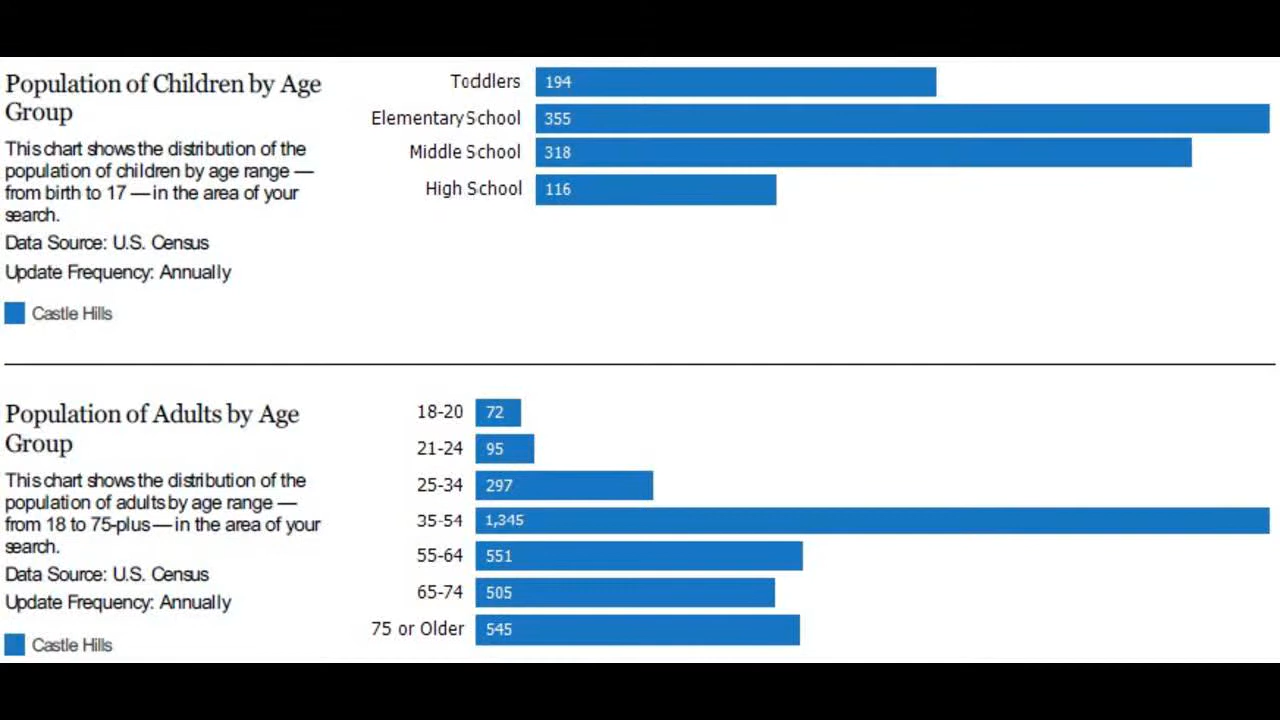 Population of Children by Age
Group
This chart shows the distribution of the
population of children by age range —
from birth to 17 — in the area of your
search.
Data Source: U.S. Census
Update Frequency: Annually
Castle Hills
Toddlers 194
Elementary School 355
Middle School 318
High School 116
Population of Adults by Age
Group
This chart shows the distribution of the
population of adults by age range —
from 18 to 75-plus — in the area of your
search.
Data Source: U.S. Census
Update Frequency: Annually
Castle Hills
18-20 72
21-24 95
25-34 297
35-54 1,345
55-64 551
65-74 505
75 or Older 545